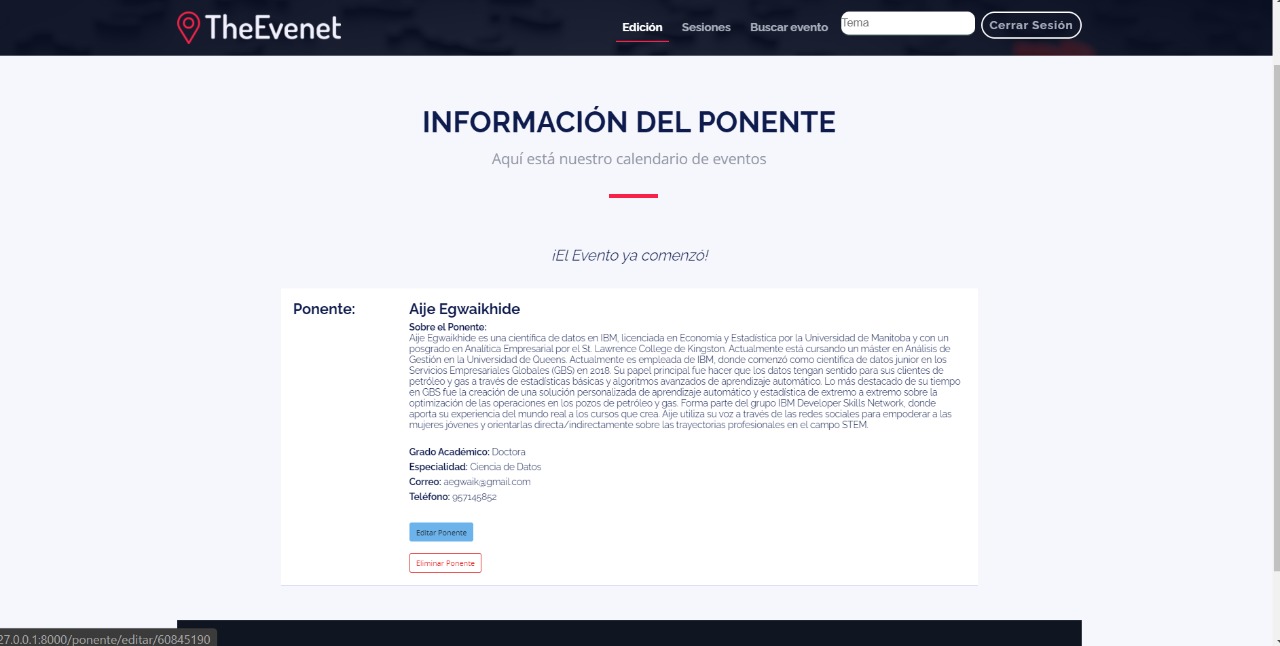 TheEvenet
Edición Sesiones Buscar evento Tema Cerrar Sesión
INFORMACIÓN DEL PONENTE
Aquí está nuestro calendario de eventos
¡El Evento ya comenzó!
Ponente: Aije Egwaikhide
Sobre el Ponente:
Aije Egwaikhide es una científica de datos en IBM, licenciada en Economía y Estadística por la Universidad de Manitoba y con un
posgrado en Analítica Empresarial por el St. Lawrence College de Kingston. Actualmente está cursando un máster en Análisis de
Gestión en la Universidad de Queens. Actualmente es empleada de IBM, donde comenzó como científica de datos junior en los
Servicios Empresariales Globales (GBS) en 2018. Su papel principal fue hacer que los datos tengan sentido para sus clientes de
petróleo y gas a través de estadísticas básicas y algoritmos avanzados de aprendizaje automático. Lo más destacado de su tiempo
en GBS fue la creación de una solución personalizada de aprendizaje automático y estadística de extremo a extremo sobre la
optimización de las operaciones en los pozos de petróleo y gas. Forma parte del grupo IBM Developer Skills Network, donde
aporta su experiencia del mundo real a los cursos que crea. Aije utiliza su voz a través de las redes sociales para empoderar a las
mujeres jóvenes y orientarlas directa/indirectamente sobre las trayectorias profesionales en el campo STEM.
Grado Académico: Doctora
Especialidad: Ciencia de Datos
Correo: aegwaik@gmail.com
Teléfono: 957145852
Editar Ponente
Eliminar Ponente
27.0.0.1:8000/ponente/editar/60845190